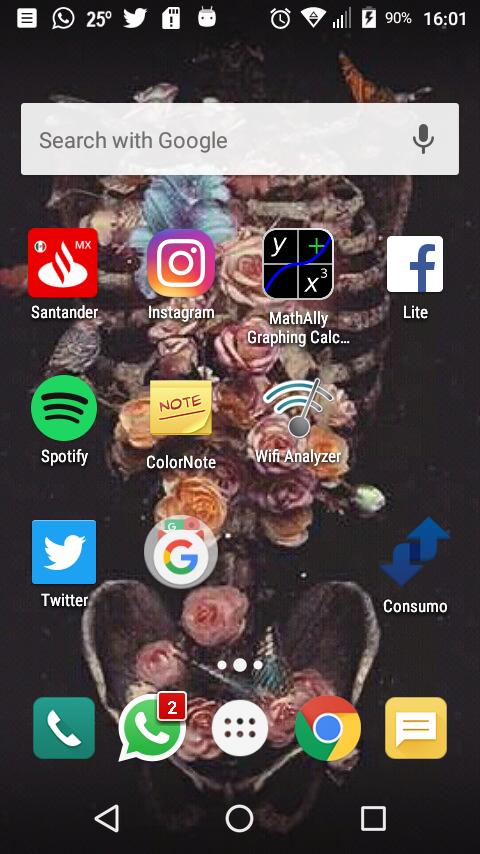 25° 90% 16:01
Search with Google
MX
Santander
Instagram
y + x³
MathAlly
Graphing Calc...
f
Lite
Spotify
NOTE
ColorNote
Wifi Analyzer
Twitter
G
Consumo
2